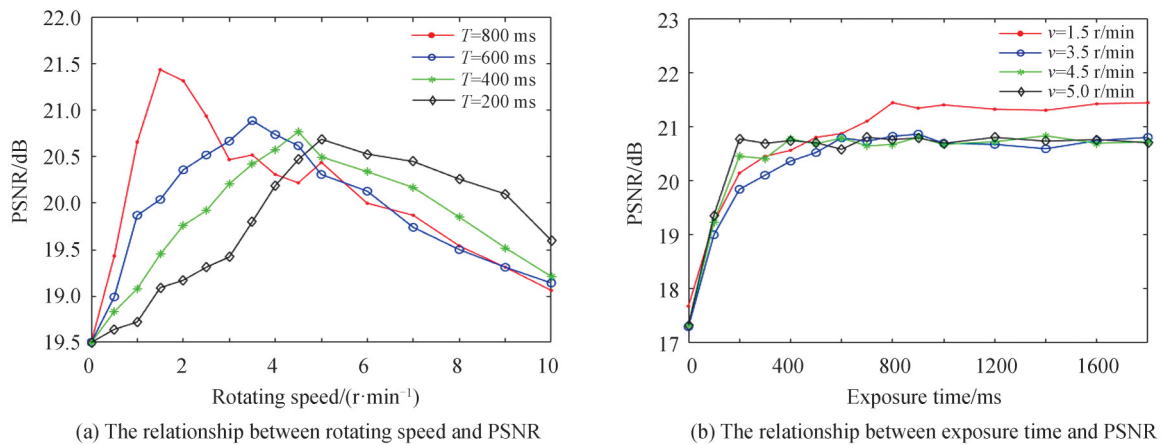 22.0
21.5
21.0
20.5
20.0
19.5
19.0
19.5
PSNR/dB
T=800 ms
T=600 ms
T=400 ms
T=200 ms
0 2 4 6 8 10
Rotating speed/(r·min⁻¹)
(a) The relationship between rotating speed and PSNR
23
22
21
20
19
18
17
PSNR/dB
v=1.5 r/min
v=3.5 r/min
v=4.5 r/min
v=5.0 r/min
0 200 400 600 800 1200 1600
Exposure time/ms
(b) The relationship between exposure time and PSNR